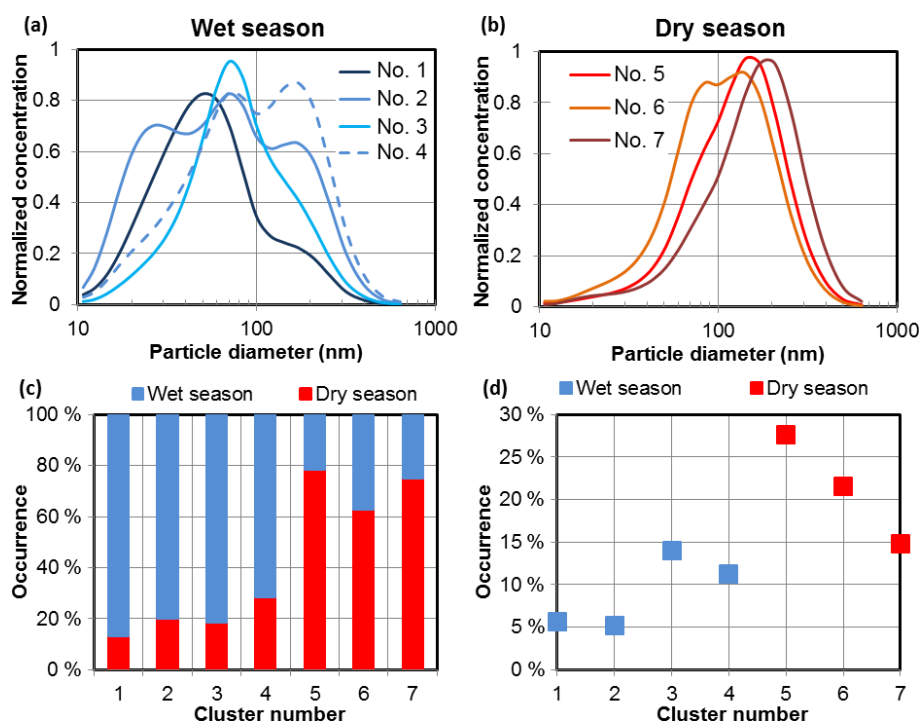 (a) Wet season
Normalized concentration
1
0.8
0.6
0.4
0.2
0
No. 1
No. 2
No. 3
No. 4
10 100 1000
Particle diameter (nm)
(b) Dry season
Normalized concentration
1
0.8
0.6
0.4
0.2
0
No. 5
No. 6
No. 7
10 100 1000
Particle diameter (nm)
(c) Wet season Dry season
Occurrence
100 %
80 %
60 %
40 %
20 %
0 %
1 2 3 4 5 6 7
Cluster number
(d) Wet season Dry season
Occurrence
30 %
25 %
20 %
15 %
10 %
5 %
0 %
1 2 3 4 5 6 7
Cluster number